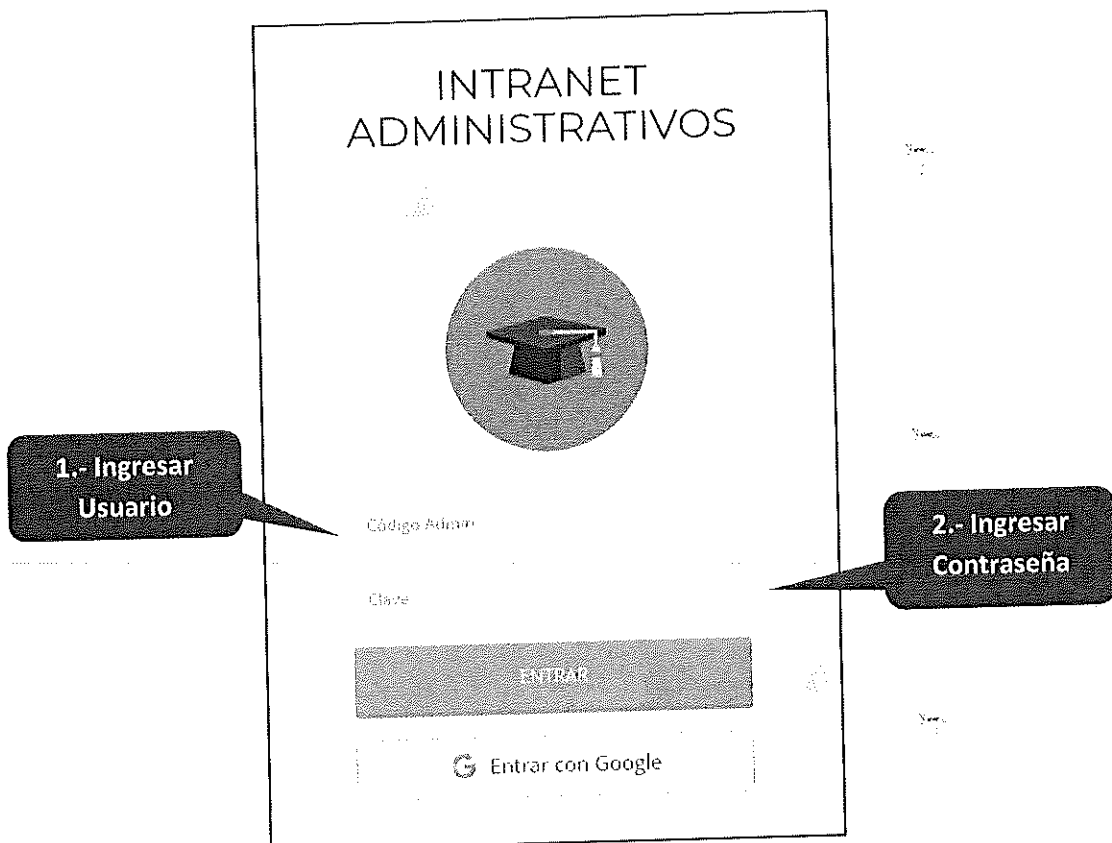 INTRANET
ADMINISTRATIVOS
1.- Ingresar
Usuario
Código Admin
2.- Ingresar
Contraseña
Clave
ENTRAR
Entrar con Google